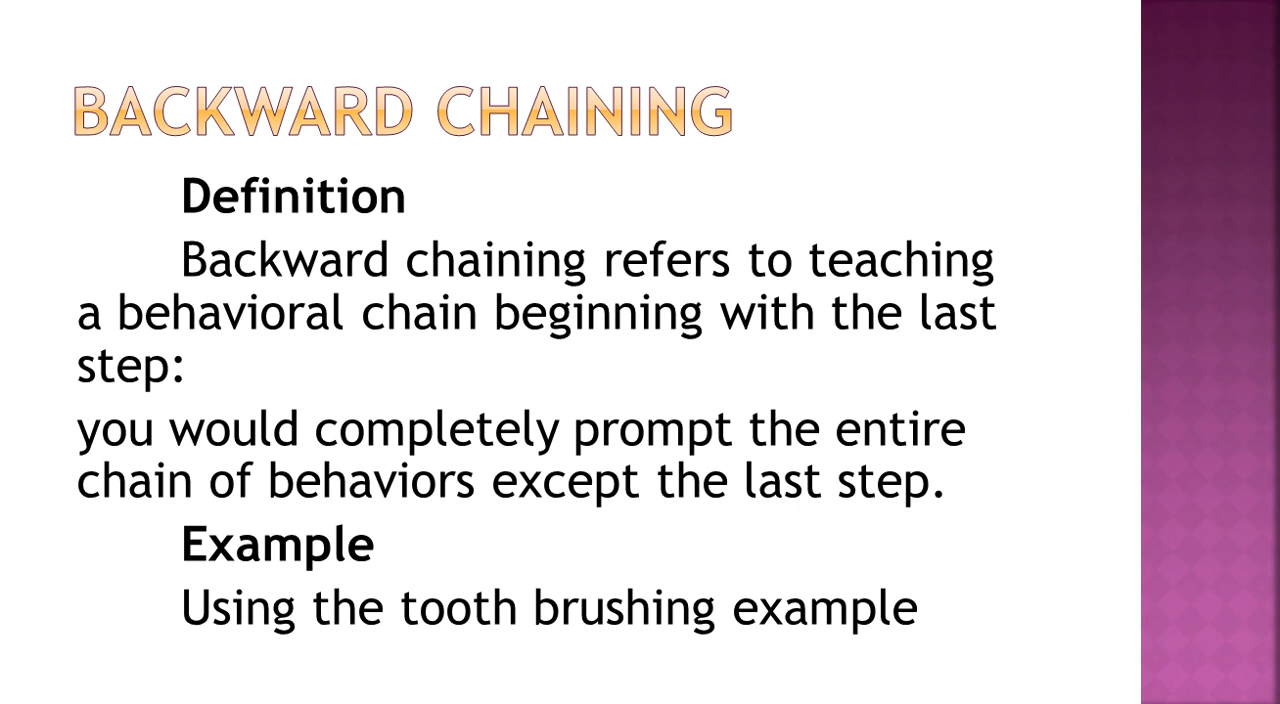 BACKWARD CHAINING
Definition
Backward chaining refers to teaching
a behavioral chain beginning with the last
step:
you would completely prompt the entire
chain of behaviors except the last step.
Example
Using the tooth brushing example